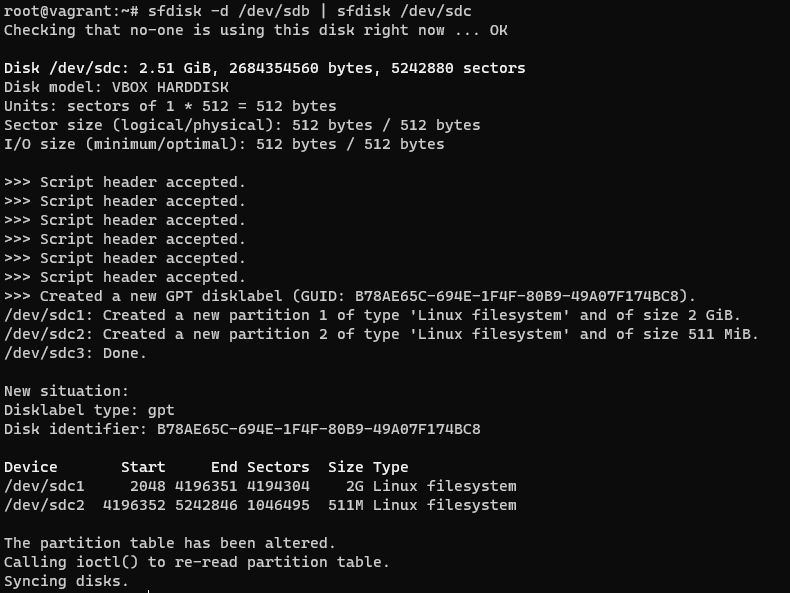 root@vagrant:~# sfdisk -d /dev/sdb | sfdisk /dev/sdc
Checking that no-one is using this disk right now ... OK
Disk /dev/sdc: 2.51 GiB, 2684354560 bytes, 5242880 sectors
Disk model: VBOX HARDDISK
Units: sectors of 1 * 512 = 512 bytes
Sector size (logical/physical): 512 bytes / 512 bytes
I/O size (minimum/optimal): 512 bytes / 512 bytes
>>> Script header accepted.
>>> Script header accepted.
>>> Script header accepted.
>>> Script header accepted.
>>> Script header accepted.
>>> Script header accepted.
>>> Created a new GPT disklabel (GUID: B78AE65C-694E-1F4F-80B9-49A07F174BC8).
/dev/sdc1: Created a new partition 1 of type 'Linux filesystem' and of size 2 GiB.
/dev/sdc2: Created a new partition 2 of type 'Linux filesystem' and of size 511 MiB.
/dev/sdc3: Done.
New situation:
Disklabel type: gpt
Disk identifier: B78AE65C-694E-1F4F-80B9-49A07F174BC8
Device       Start     End Sectors  Size Type
/dev/sdc1     2048 4196351 4194304    2G Linux filesystem
/dev/sdc2  4196352 5242846 1046495  511M Linux filesystem
The partition table has been altered.
Calling ioctl() to re-read partition table.
Syncing disks.